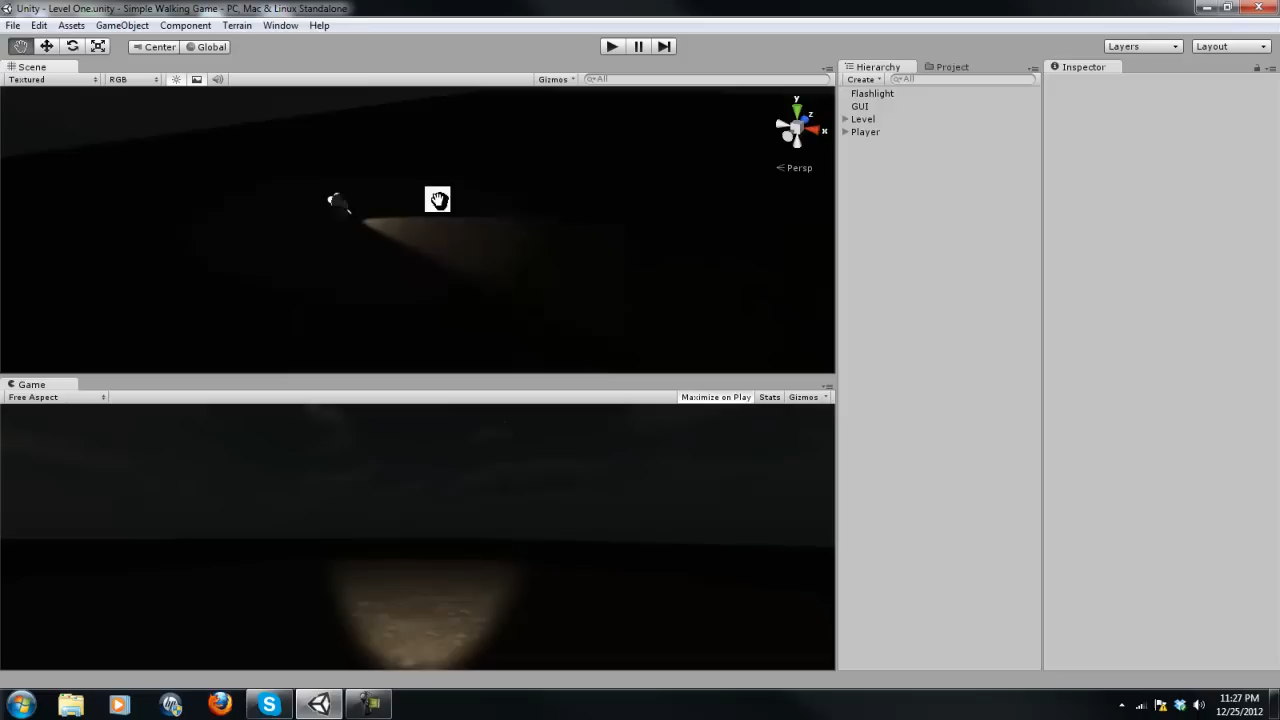 Unity - Level One.unity - Simple Walking Game - PC, Mac & Linux Standalone
File Edit Assets GameObject Component Terrain Window Help
Center Global Layers Layout
Scene Hierarchy Project Inspector
Textured RGB Gizmos All Create All
Flashlight
GUI
Level
Player
y
z
x
Persp
Game
Free Aspect Maximize on Play Stats Gizmos
11:27 PM
12/25/2012